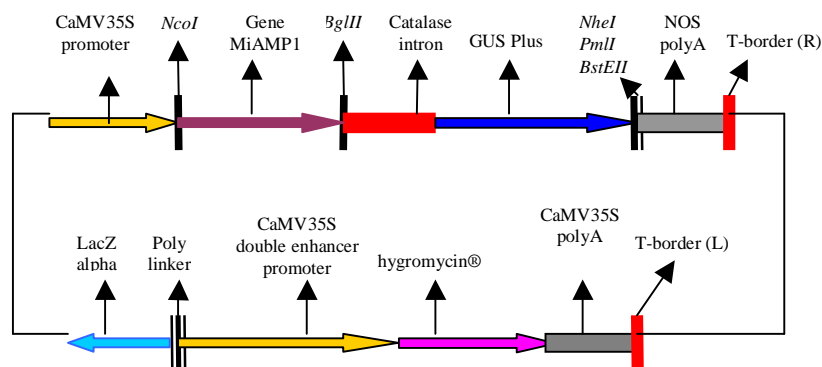 CaMV35S
promoter
NcoI
Gene
MiAMP1
BglII
Catalase
intron
GUS Plus
NheI
PmlI
BstEII
NOS
polyA
T-border (R)
LacZ
alpha
Poly
linker
CaMV35S
double enhancer
promoter
hygromycin®
CaMV35S
polyA
T-border (L)